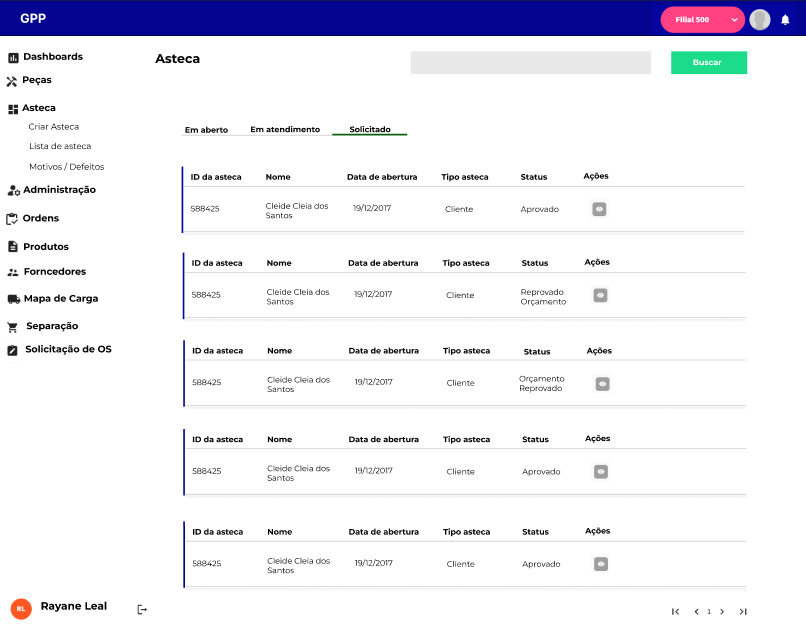 GPP
Filial 500
Dashboards
Peças
Asteca
Criar Asteca
Lista de asteca
Motivos / Defeitos
Administração
Ordens
Produtos
Forncedores
Mapa de Carga
Separação
Solicitação de OS
RL
Rayane Leal
Asteca
Buscar
Em aberto Em atendimento Solicitado
ID da asteca Nome Data de abertura Tipo asteca Status Ações
588425 Cleide Cleia dos Santos 19/12/2017 Cliente Aprovado
ID da asteca Nome Data de abertura Tipo asteca Status Ações
588425 Cleide Cleia dos Santos 19/12/2017 Cliente Reprovado Orçamento
ID da asteca Nome Data de abertura Tipo asteca Status Ações
588425 Cleide Cleia dos Santos 19/12/2017 Cliente Orçamento Reprovado
ID da asteca Nome Data de abertura Tipo asteca Status Ações
588425 Cleide Cleia dos Santos 19/12/2017 Cliente Aprovado
ID da asteca Nome Data de abertura Tipo asteca Status Ações
588425 Cleide Cleia dos Santos 19/12/2017 Cliente Aprovado
1